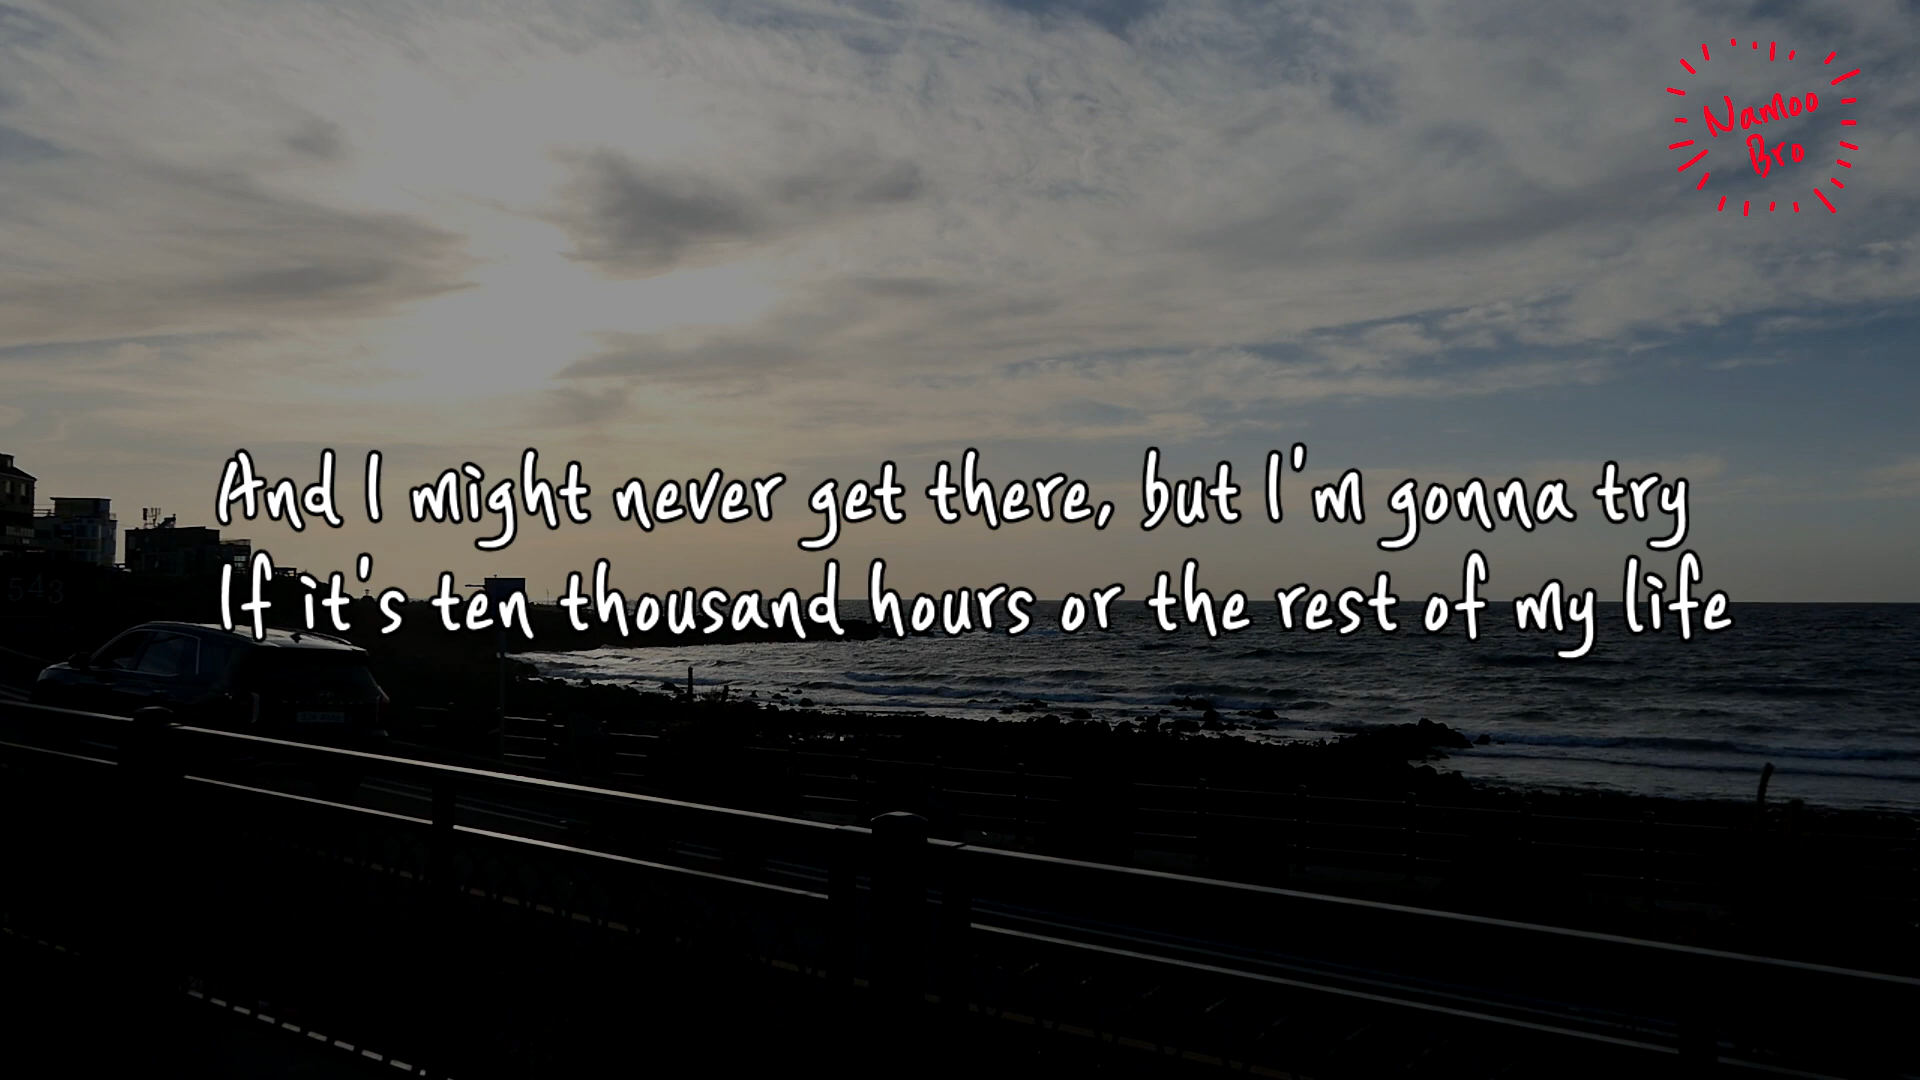 Namoo
Bro
And I might never get there, but I'm gonna try
If it's ten thousand hours or the rest of my life
543